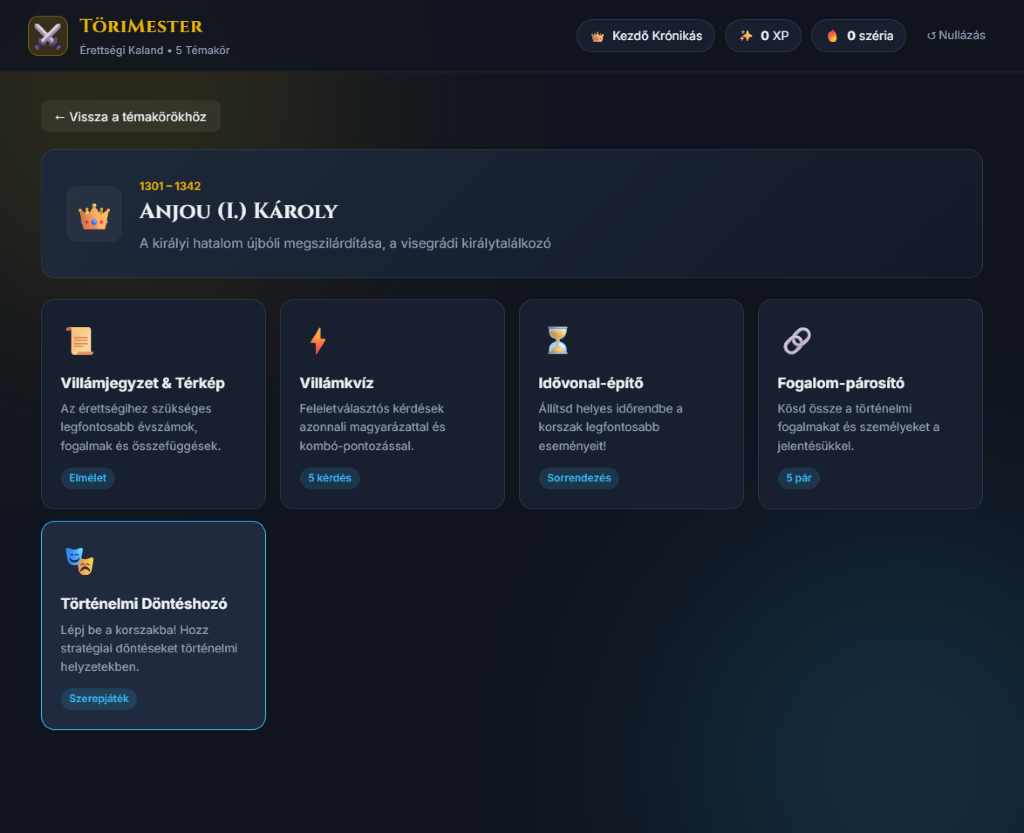 TöriMester
Érettségi Kaland • 5 Témakör
Kezdő Krónikás
0 XP
0 széria
↺ Nullázás
← Vissza a témakörökhöz
1301 – 1342
Anjou (I.) Károly
A királyi hatalom újbóli megszilárdítása, a visegrádi királytalálkozó
Villámjegyzet & Térkép
Az érettségihez szükséges
legfontosabb évszámok,
fogalmak és összefüggések.
Elmélet
Villámkvíz
Feleletválasztós kérdések
azonnali magyarázattal és
kombó-pontozással.
5 kérdés
Idővonal-építő
Állítsd helyes időrendbe a
korszak legfontosabb
eseményeit!
Sorrendezés
Fogalom-párosító
Kösd össze a történelmi
fogalmakat és személyeket a
jelentésükkel.
5 pár
Történelmi Döntéshozó
Lépj be a korszakba! Hozz
stratégiai döntéseket történelmi
helyzetekben.
Szerepjáték